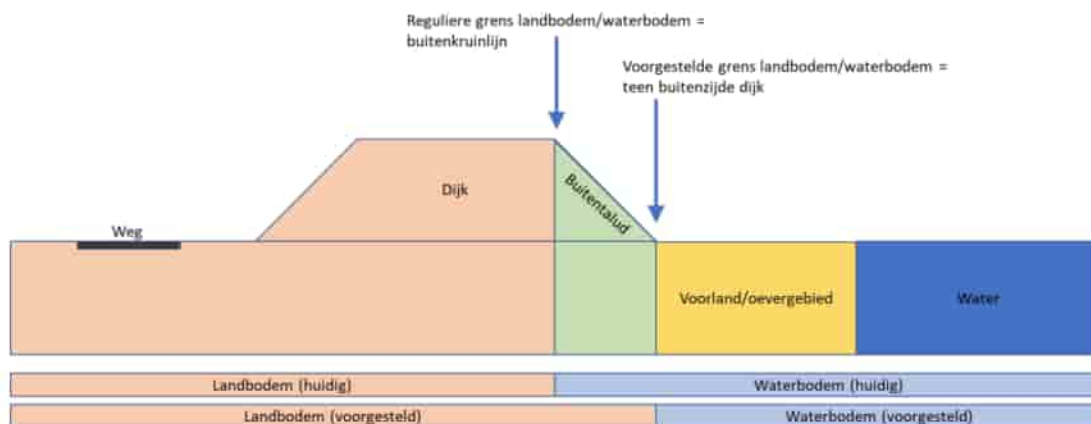 Reguliere grens landbodem/waterbodem =
buitenkruinlijn
Voorgestelde grens landbodem/waterbodem =
teen buitenzijde dijk
Dijk
Buitentalud
Weg
Voorland/oevergebied
Water
Landbodem (huidig)
Waterbodem (huidig)
Landbodem (voorgesteld)
Waterbodem (voorgesteld)